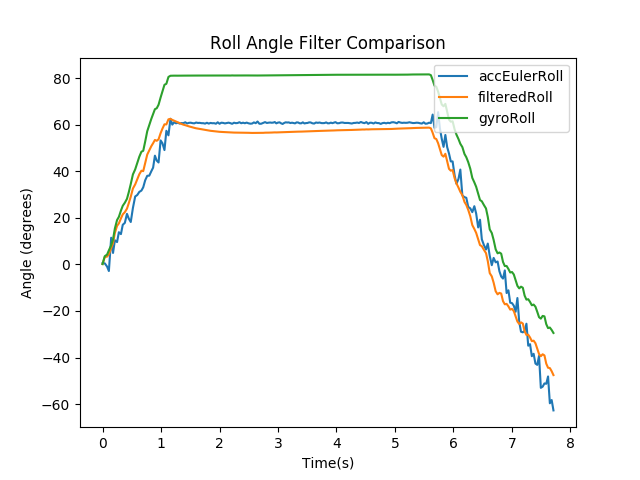 Roll Angle Filter Comparison
accEulerRoll
filteredRoll
gyroRoll
80
60
40
20
0
−20
−40
−60
Angle (degrees)
0 1 2 3 4 5 6 7 8
Time(s)